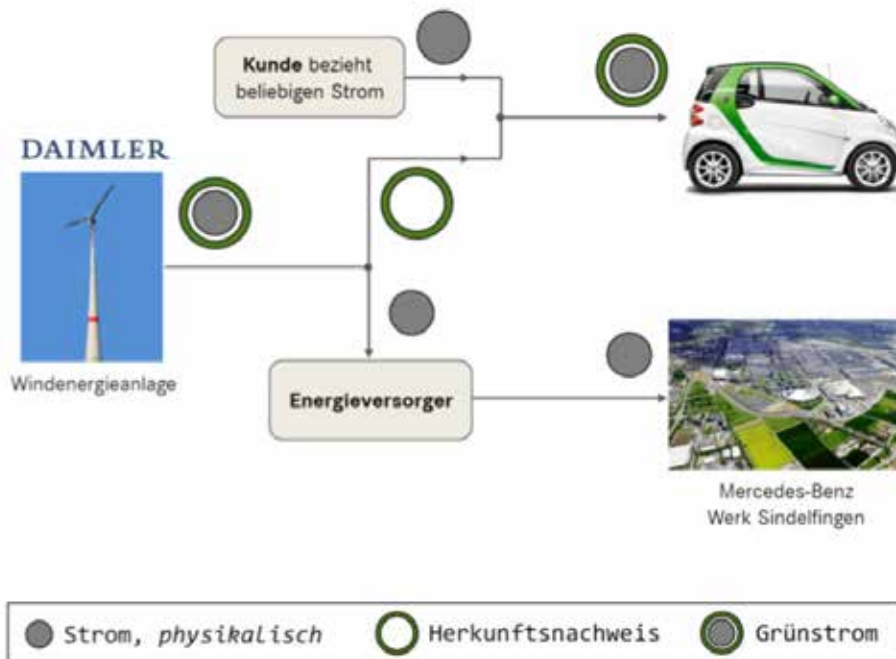 Kunde bezieht
beliebigen Strom
DAIMLER
Windenergieanlage
Energieversorger
Mercedes-Benz
Werk Sindelfingen
Strom, physikalisch
Herkunftsnachweis
Grünstrom